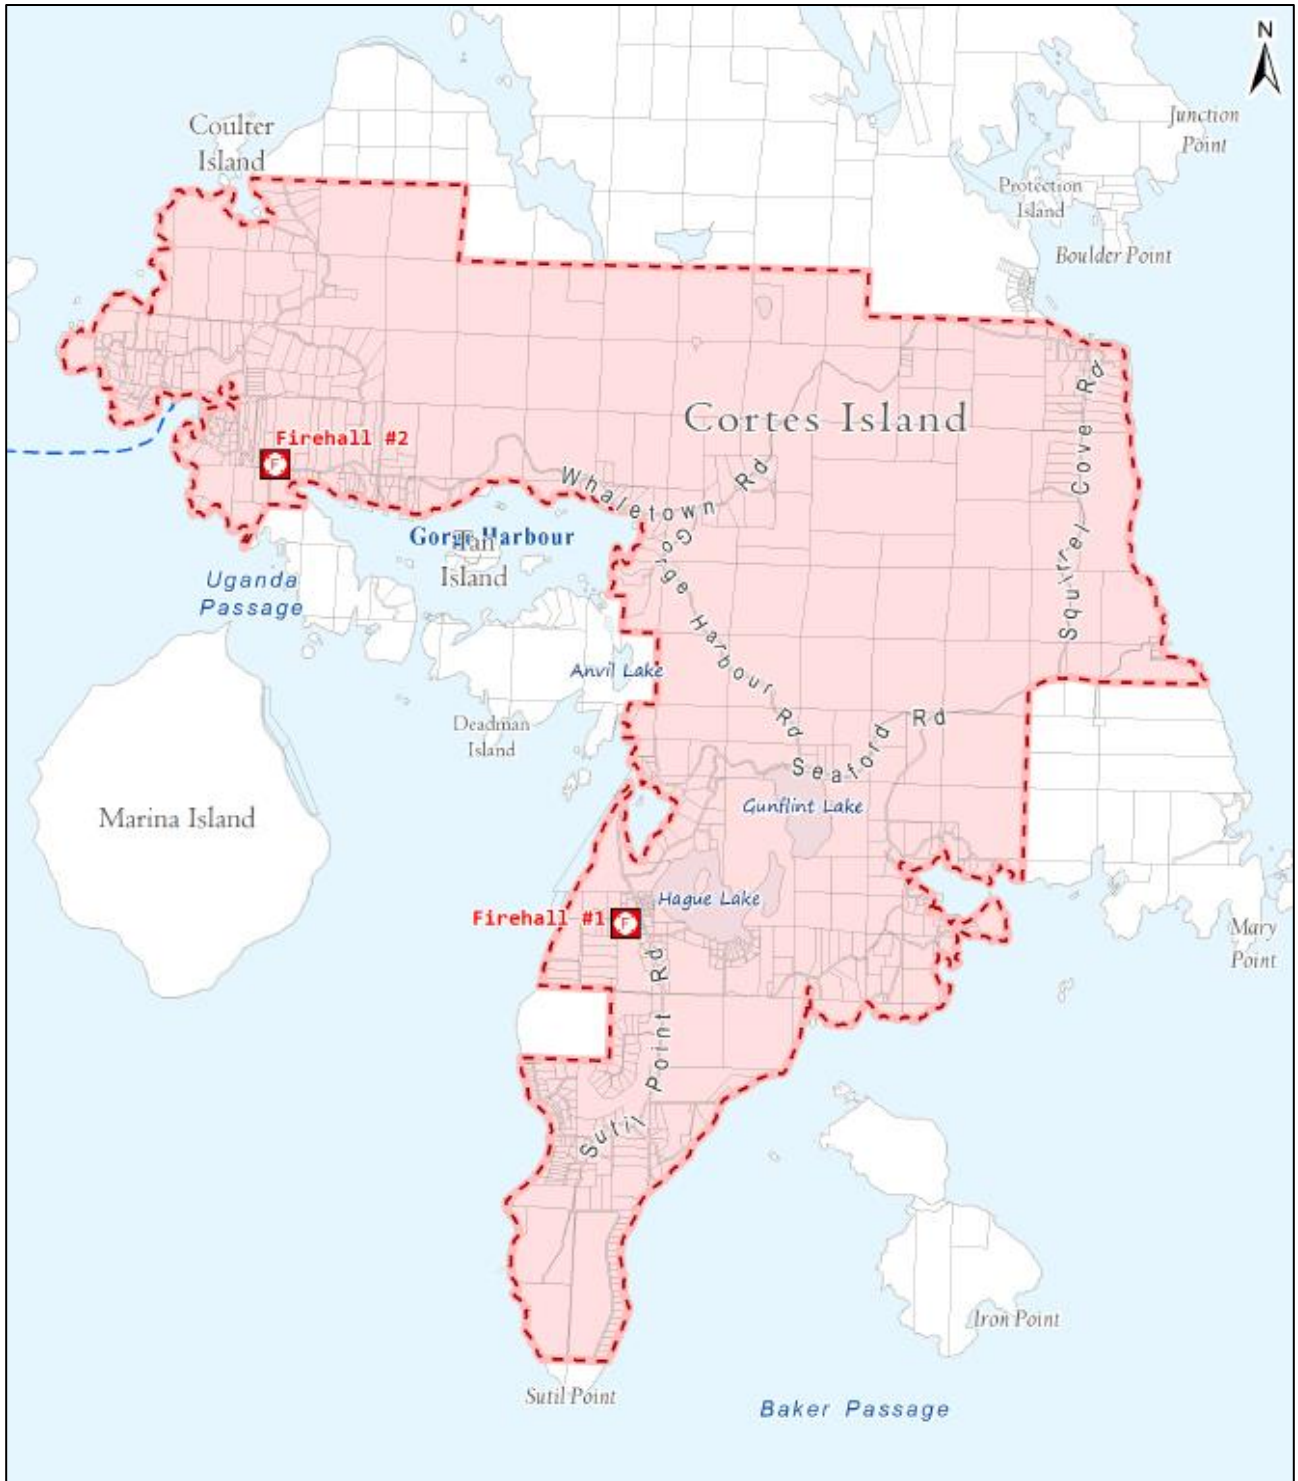 N
Coulter
Island
Junction
Point
Protection
Island
Boulder Point
Squirrel Cove Rd
Cortes Island
Firehall #2
F
Whaletown Rd
Gorge Harbour
Tan
Island
Gorge Harbour Rd
Uganda
Passage
Anvil Lake
Deadman
Island
Seaford Rd
Marina Island
Gunflint Lake
Hague Lake
Firehall #1
F
Mary
Point
Sutil Point Rd
Iron Point
Sutil Point
Baker Passage